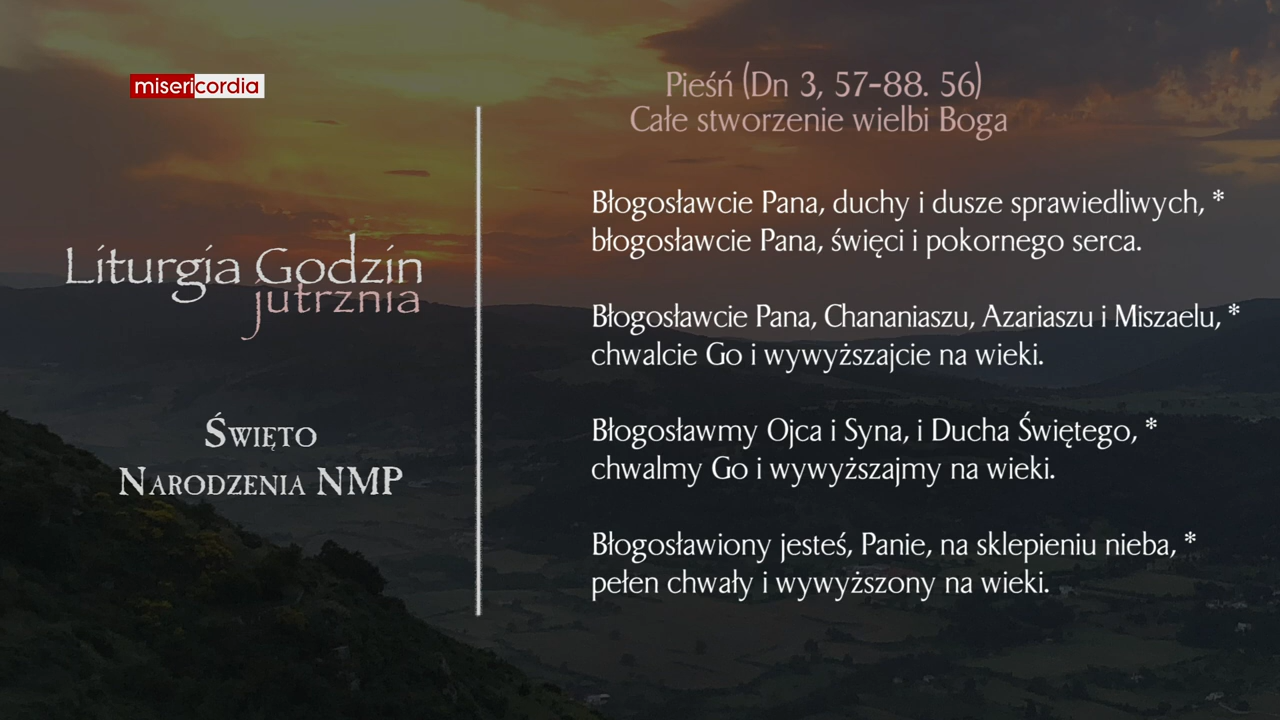 misericordia
Liturgia Godzin
jutrznia
Święto
Narodzenia NMP
Pieśń (Dn 3, 57-88. 56)
Całe stworzenie wielbi Boga
Błogosławcie Pana, duchy i dusze sprawiedliwych, *
błogosławcie Pana, święci i pokornego serca.
Błogosławcie Pana, Chananiaszu, Azariaszu i Miszaelu, *
chwalcie Go i wywyższajcie na wieki.
Błogosławmy Ojca i Syna, i Ducha Świętego, *
chwalmy Go i wywyższajmy na wieki.
Błogosławiony jesteś, Panie, na sklepieniu nieba, *
pełen chwały i wywyższony na wieki.